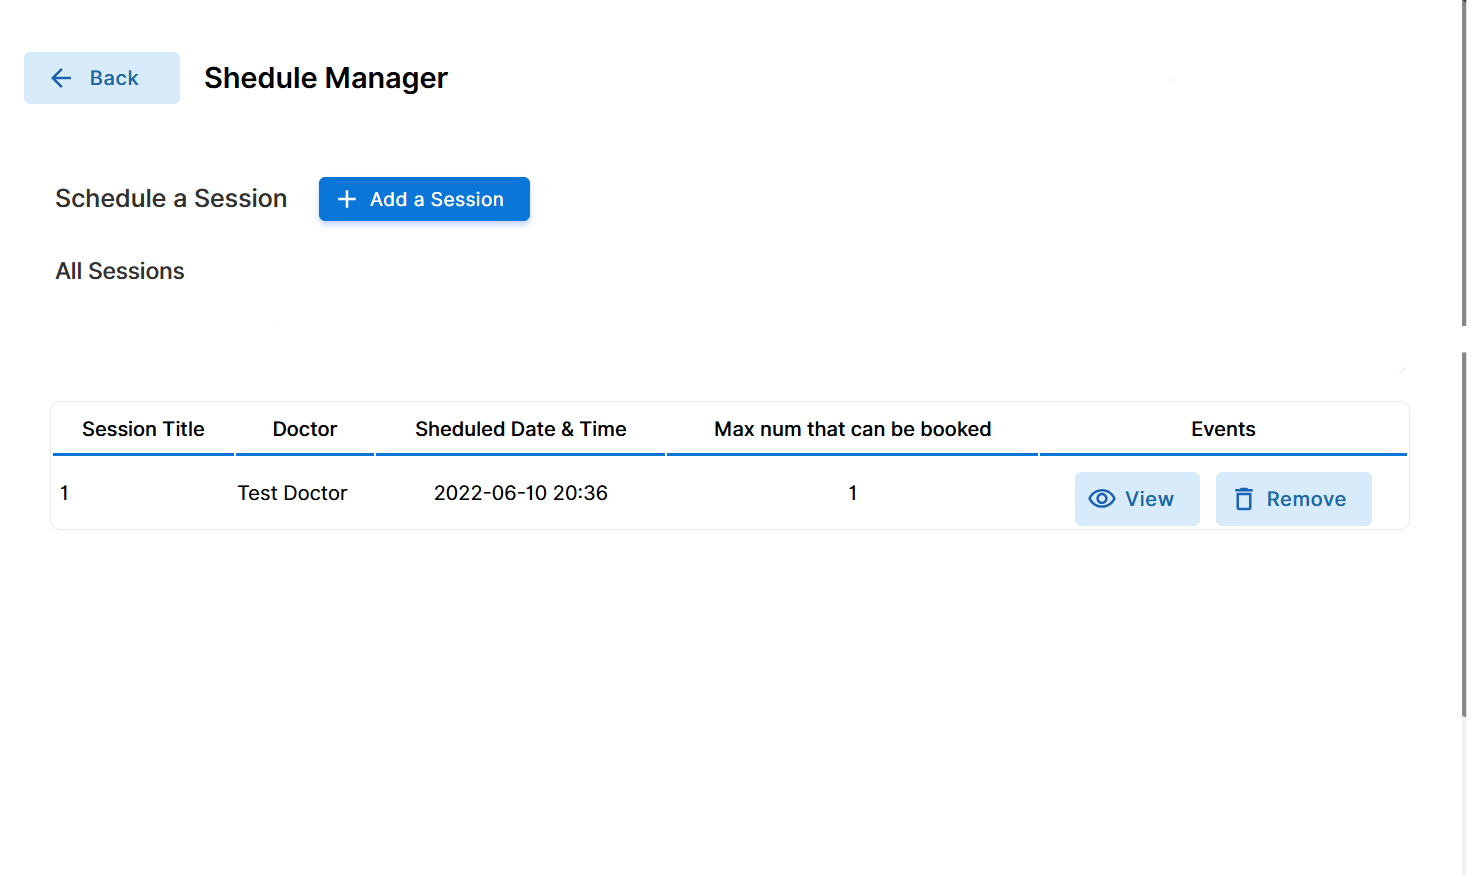 Back
Shedule Manager
Schedule a Session
Add a Session
All Sessions
Session Title Doctor Sheduled Date & Time Max num that can be booked Events
1 Test Doctor 2022-06-10 20:36 1 View Remove